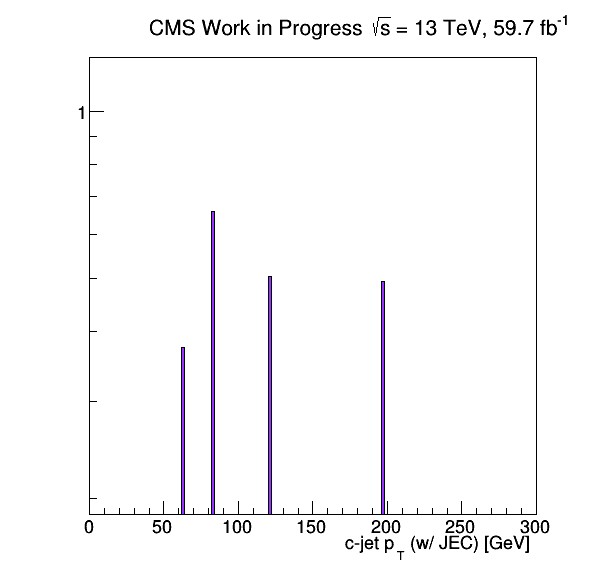 CMS Work in Progress √s = 13 TeV, 59.7 fb⁻¹
1
0 50 100 150 200 250 300
c-jet p_T (w/ JEC) [GeV]